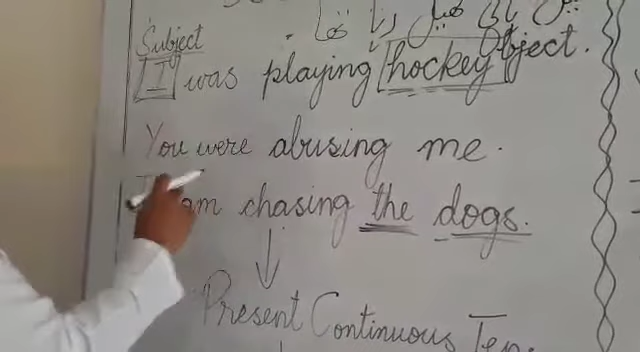 ہاکی کھیل رہا تھا
Subject
I was playing hockey Object.
You were abusing me.
I am chasing the dogs.
Present Continuous Ten